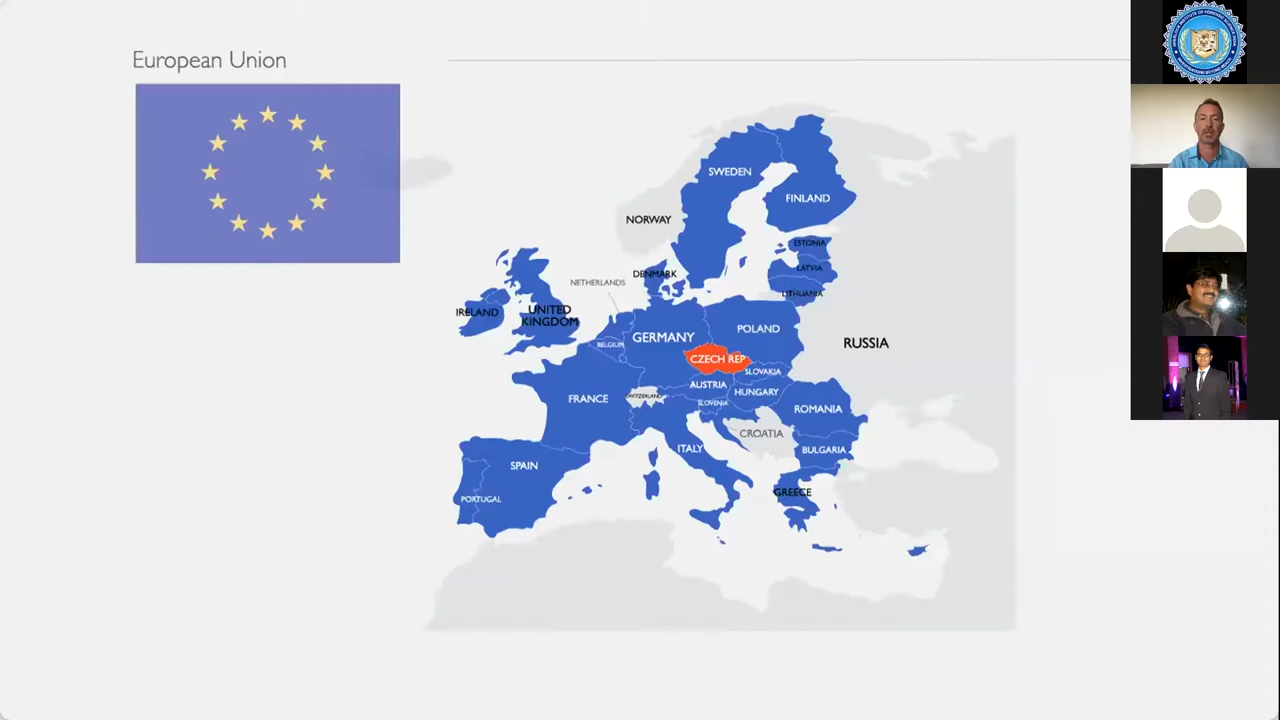 European Union
SWEDEN
FINLAND
NORWAY
ESTONIA
LATVIA
LITHUANIA
DENMARK
NETHERLANDS
IRELAND
UNITED
KINGDOM
BELGIUM
GERMANY
POLAND
RUSSIA
CZECH REP
SLOVAKIA
AUSTRIA
HUNGARY
FRANCE
SWITZERLAND
SLOVENIA
ROMANIA
CROATIA
ITALY
BULGARIA
SPAIN
PORTUGAL
GREECE